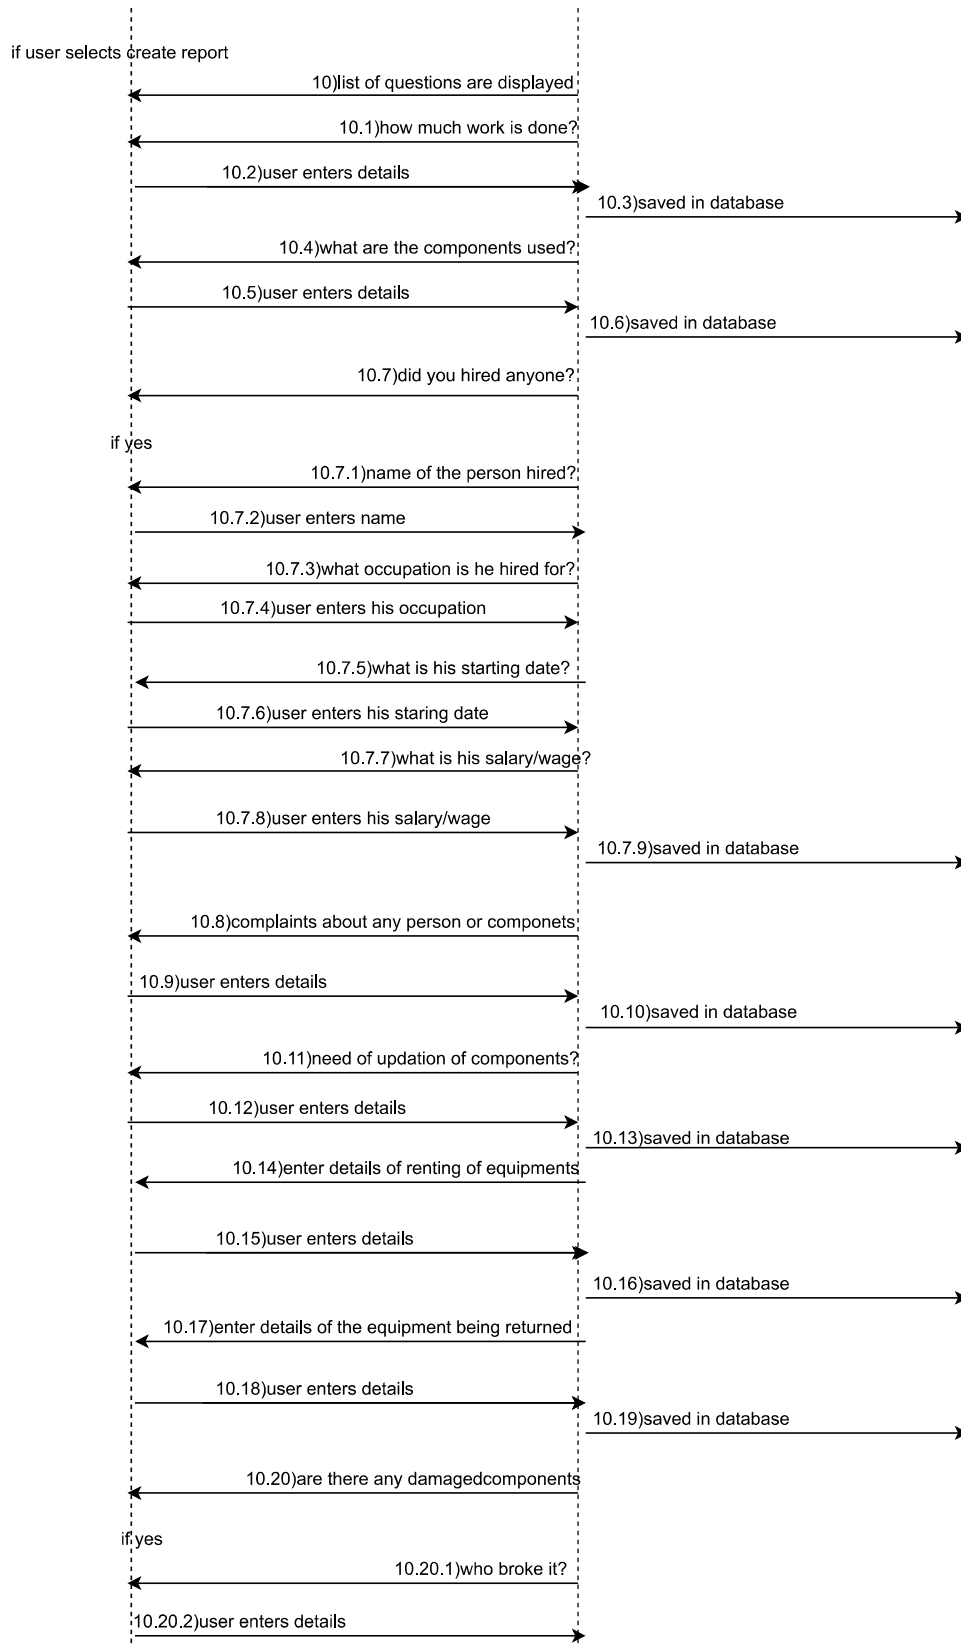 if user selects create report
10)list of questions are displayed
10.1)how much work is done?
10.2)user enters details
10.3)saved in database
10.4)what are the components used?
10.5)user enters details
10.6)saved in database
10.7)did you hired anyone?
if yes
10.7.1)name of the person hired?
10.7.2)user enters name
10.7.3)what occupation is he hired for?
10.7.4)user enters his occupation
10.7.5)what is his starting date?
10.7.6)user enters his staring date
10.7.7)what is his salary/wage?
10.7.8)user enters his salary/wage
10.7.9)saved in database
10.8)complaints about any person or componets
10.9)user enters details
10.10)saved in database
10.11)need of updation of components?
10.12)user enters details
10.13)saved in database
10.14)enter details of renting of equipments
10.15)user enters details
10.16)saved in database
10.17)enter details of the equipment being returned
10.18)user enters details
10.19)saved in database
10.20)are there any damagedcomponents
if yes
10.20.1)who broke it?
10.20.2)user enters details